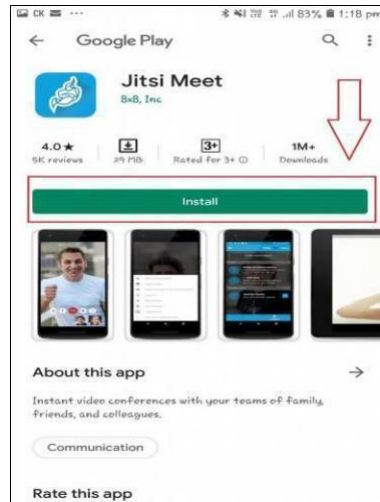 CK 83% 1:18 pm
Google Play
Jitsi Meet
8x8, Inc
4.0★ 3+ 1M+
5K reviews 29 MB Rated for 3+ Downloads
Install
About this app
Instant video conferences with your teams of family,
friends, and colleagues.
Communication
Rate this app